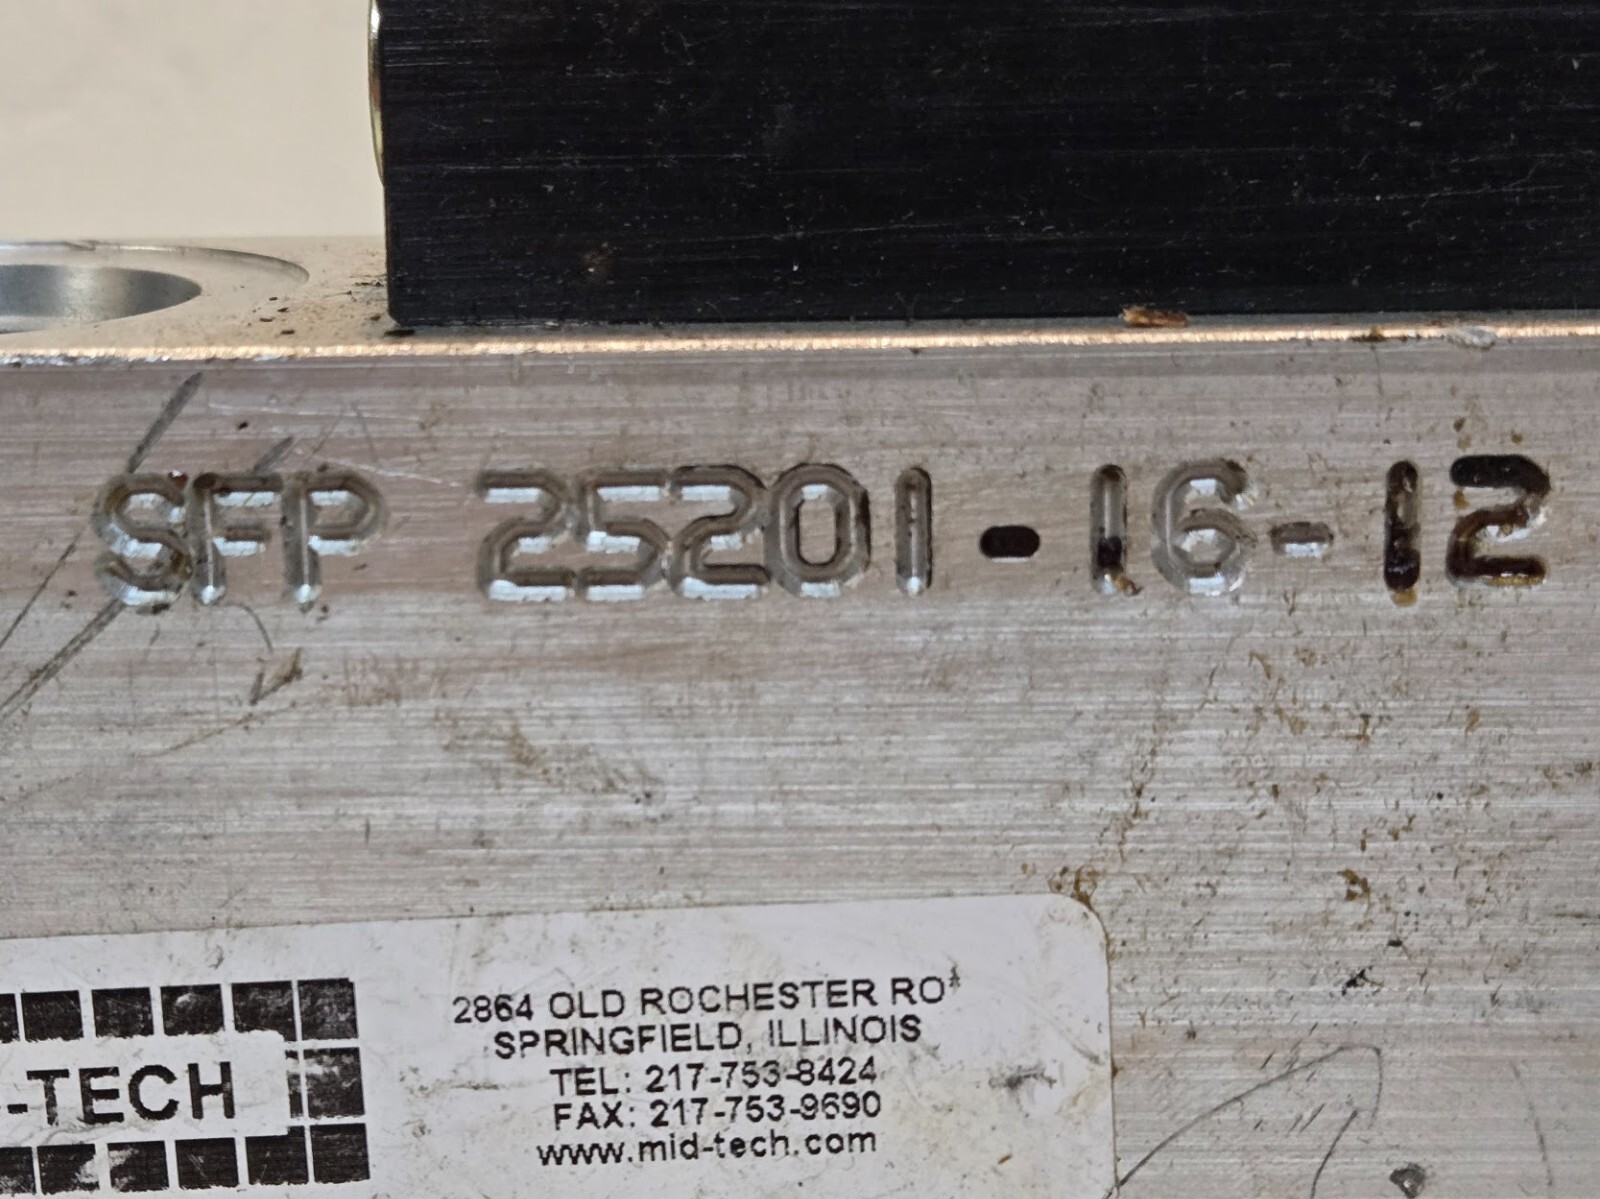 SFP 25201-16-12
2864 OLD ROCHESTER
SPRINGFIELD, ILLINOIS
TEL: 217-753-8424
FAX: 217-753-9690
www.mid-tech.com
-TECH